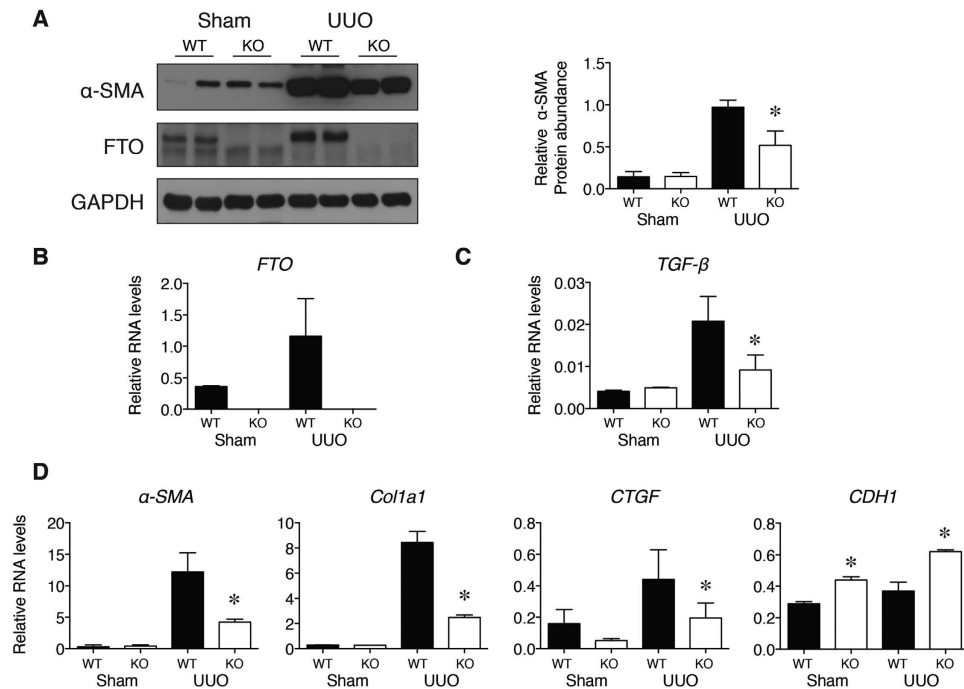 A
Sham UUO
WT KO WT KO
α-SMA
FTO
GAPDH
Relative α-SMA
Protein abundance
1.5
1.0
0.5
0.0
*
WT KO WT KO
Sham UUO
B
FTO
Relative RNA levels
2.0
1.5
1.0
0.5
0.0
WT KO WT KO
Sham UUO
C
TGF-β
Relative RNA levels
0.03
0.02
0.01
0.00
*
WT KO WT KO
Sham UUO
D
α-SMA
Relative RNA levels
20
15
10
5
0
*
WT KO WT KO
Sham UUO
Col1a1
10
8
6
4
2
0
*
WT KO WT KO
Sham UUO
CTGF
0.8
0.6
0.4
0.2
0.0
*
WT KO WT KO
Sham UUO
CDH1
0.8
0.6
0.4
0.2
0.0
* *
WT KO WT KO
Sham UUO